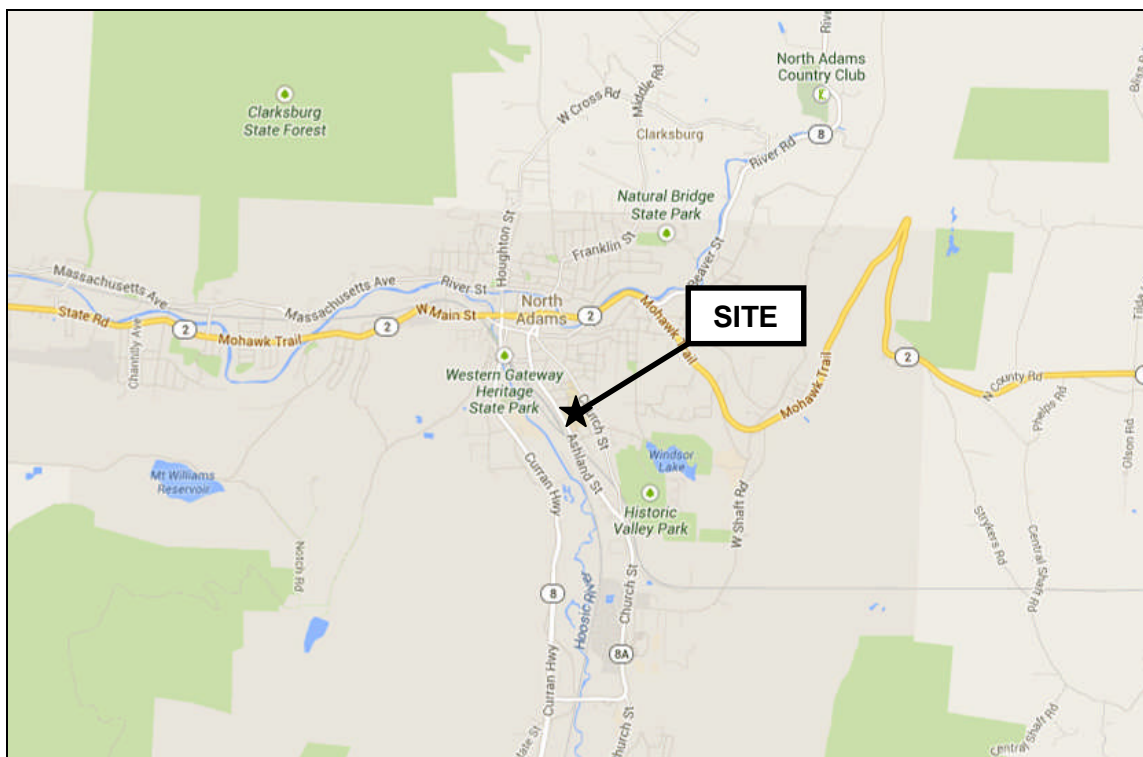 Rive
North Adams
Country Club
Bliss R
Middle Rd
W Cross Rd
Clarksburg
State Forest
Clarksburg
8
River Rd
Natural Bridge
State Park
Houghton St
Franklin St
Beaver St
Massachusetts Ave
Massachusetts Ave
River St
North
Adams
State Rd
2
Mohawk Trail
2
W Main St
2
Mohawk Trail
SITE
Chantilly Ave
Western Gateway
Heritage
State Park
Mohawk Trail
2
N County Rd
Phelps Rd
Olson Rd
Church St
Ashland St
Windsor
Lake
Mt Williams
Reservoir
Curran Hwy
Historic
Valley Park
W Shaft Rd
Strykers Rd
Central Shaft Rd
Notch Rd
8
Hoosic River
Church St
8A
Curran Hwy
tate St
hurch St
Central Shaft Rd